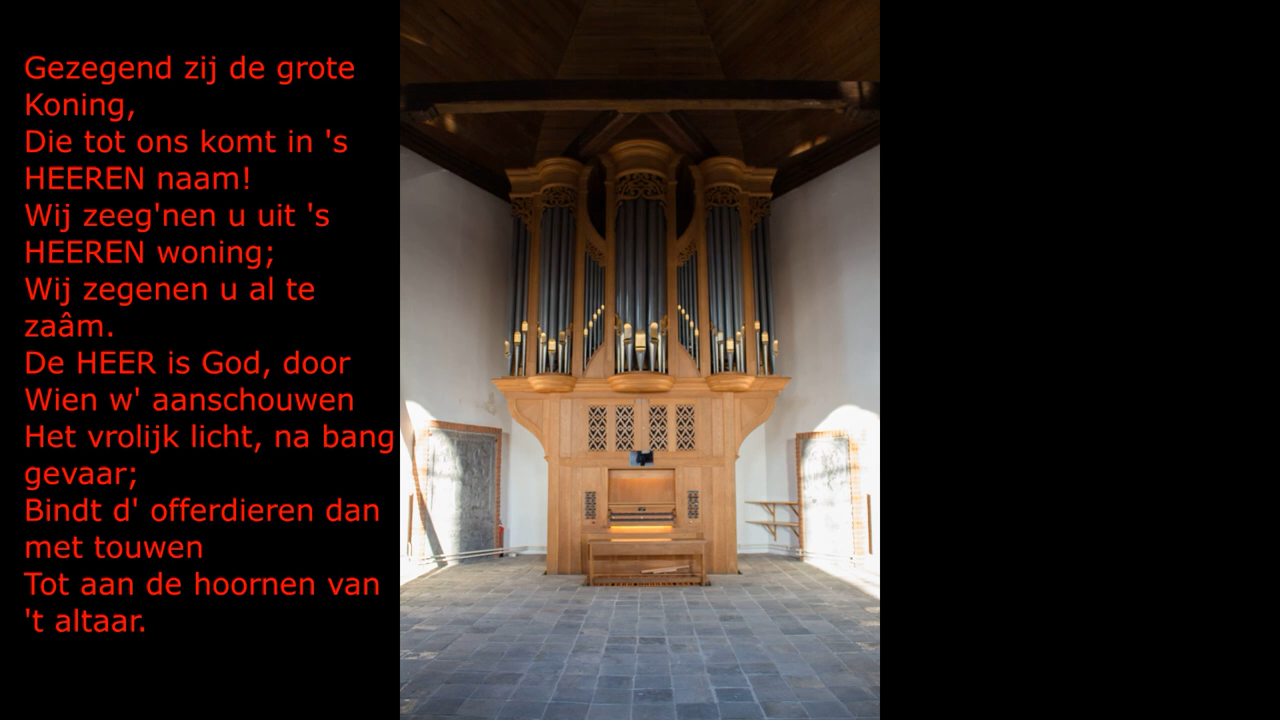 Gezegend zij de grote
Koning,
Die tot ons komt in 's
HEEREN naam!
Wij zeeg'nen u uit 's
HEEREN woning;
Wij zegenen u al te
zaâm.
De HEER is God, door
Wien w' aanschouwen
Het vrolijk licht, na bang
gevaar;
Bindt d' offerdieren dan
met touwen
Tot aan de hoornen van
't altaar.